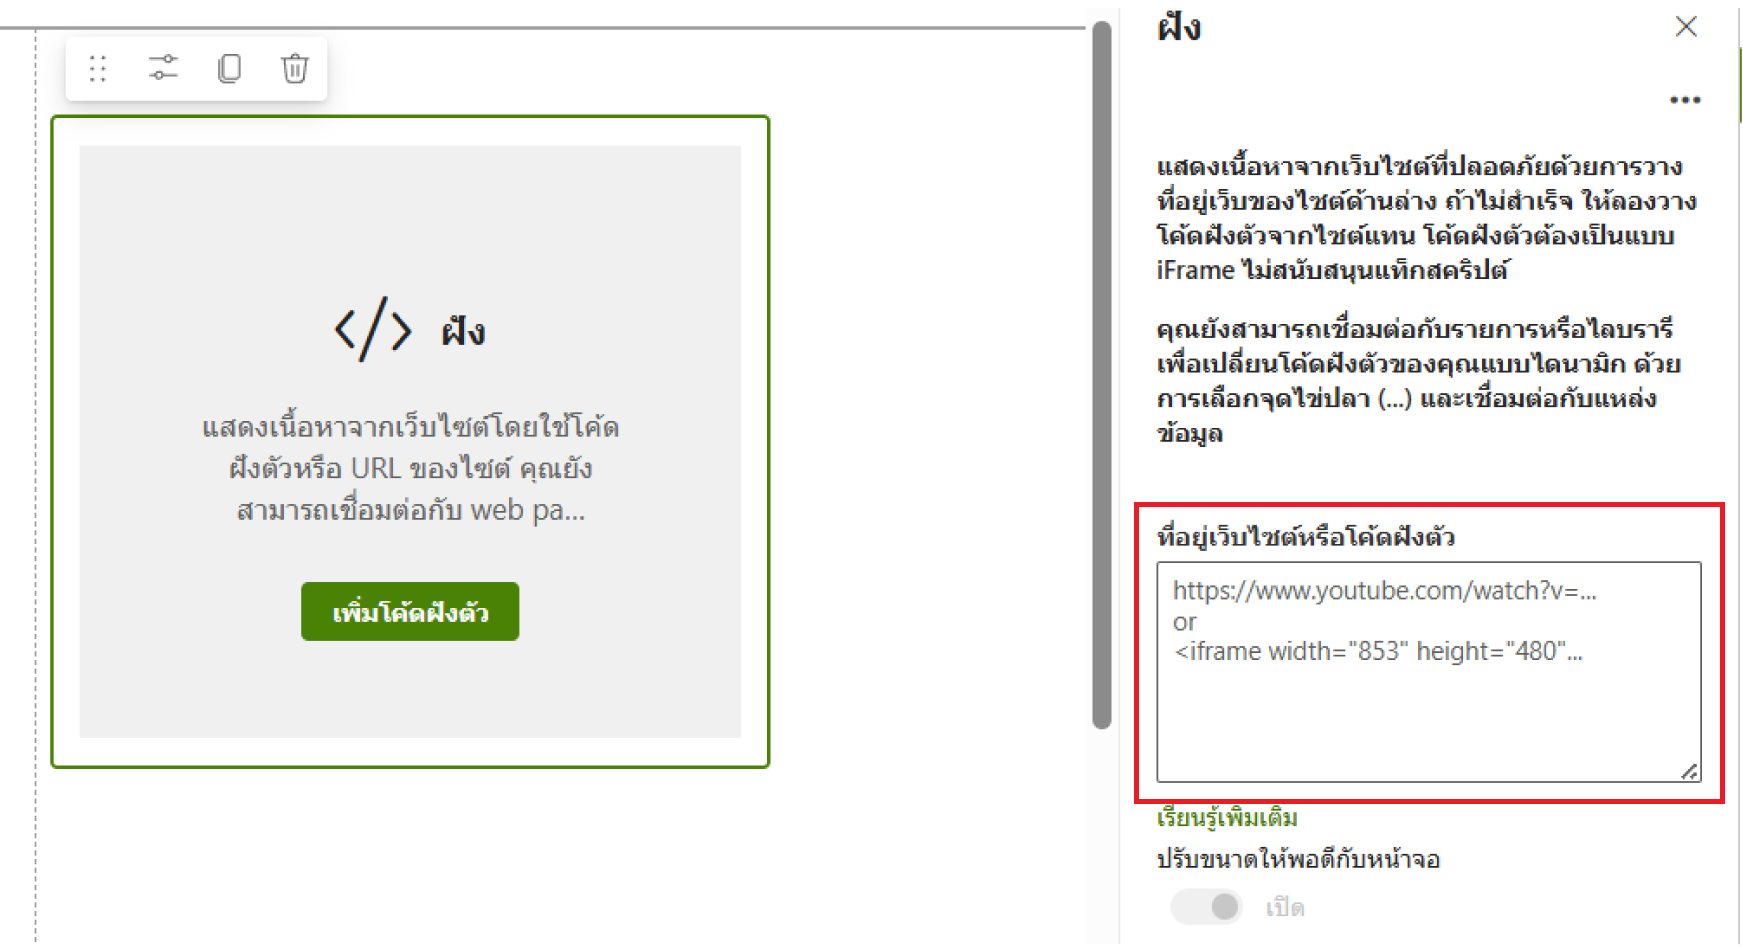 ฝัง
แสดงเนื้อหาจากเว็บไซต์โดยใช้โค้ด
ฝังตัวหรือ URL ของไซต์ คุณยัง
สามารถเชื่อมต่อกับ web pa...
เพิ่มโค้ดฝังตัว
ฝัง
แสดงเนื้อหาจากเว็บไซต์ที่ปลอดภัยด้วยการวาง
ที่อยู่เว็บของไซต์ด้านล่าง ถ้าไม่สำเร็จ ให้ลองวาง
โค้ดฝังตัวจากไซต์แทน โค้ดฝังตัวต้องเป็นแบบ
iFrame ไม่สนับสนุนแท็กสคริปต์
คุณยังสามารถเชื่อมต่อกับรายการหรือไลบรารี
เพื่อเปลี่ยนโค้ดฝังตัวของคุณแบบไดนามิก ด้วย
การเลือกจุดไข่ปลา (...) และเชื่อมต่อกับแหล่ง
ข้อมูล
ที่อยู่เว็บไซต์หรือโค้ดฝังตัว
https://www.youtube.com/watch?v=...
or
<iframe width="853" height="480"...
เรียนรู้เพิ่มเติม
ปรับขนาดให้พอดีกับหน้าจอ
เปิด